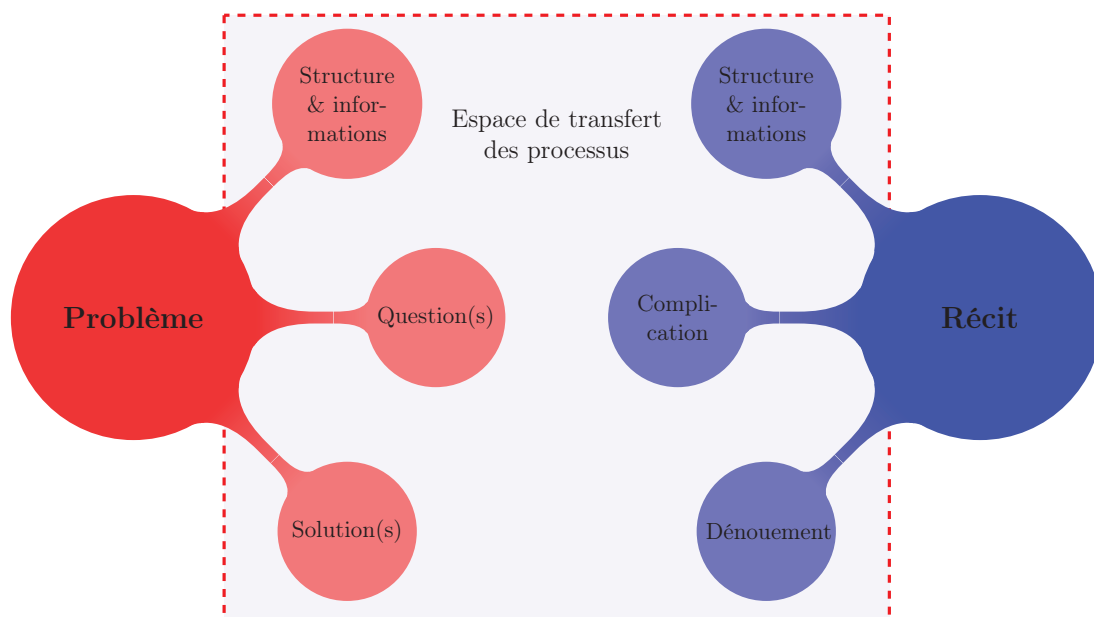 Structure
& infor-
mations
Structure
& infor-
mations
Espace de transfert
des processus
Problème
Question(s)
Compli-
cation
Récit
Solution(s)
Dénouement